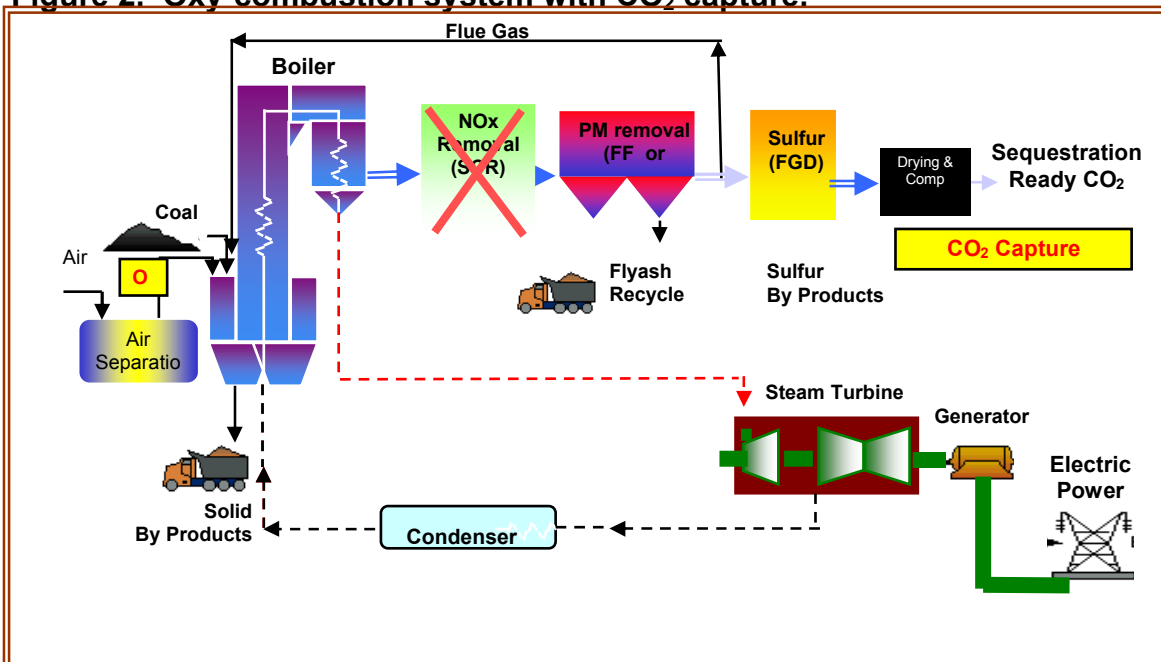 Figure 2. Oxy-combustion system with CO₂ capture.
Flue Gas
Boiler
NOx
Removal
(SCR)
PM removal
(FF or
Sulfur
(FGD)
Drying &
Comp
Sequestration
Ready CO₂
CO₂ Capture
Coal
Air
O
Air
Separatio
Flyash
Recycle
Sulfur
By Products
Steam Turbine
Generator
Electric
Power
Solid
By Products
Condenser